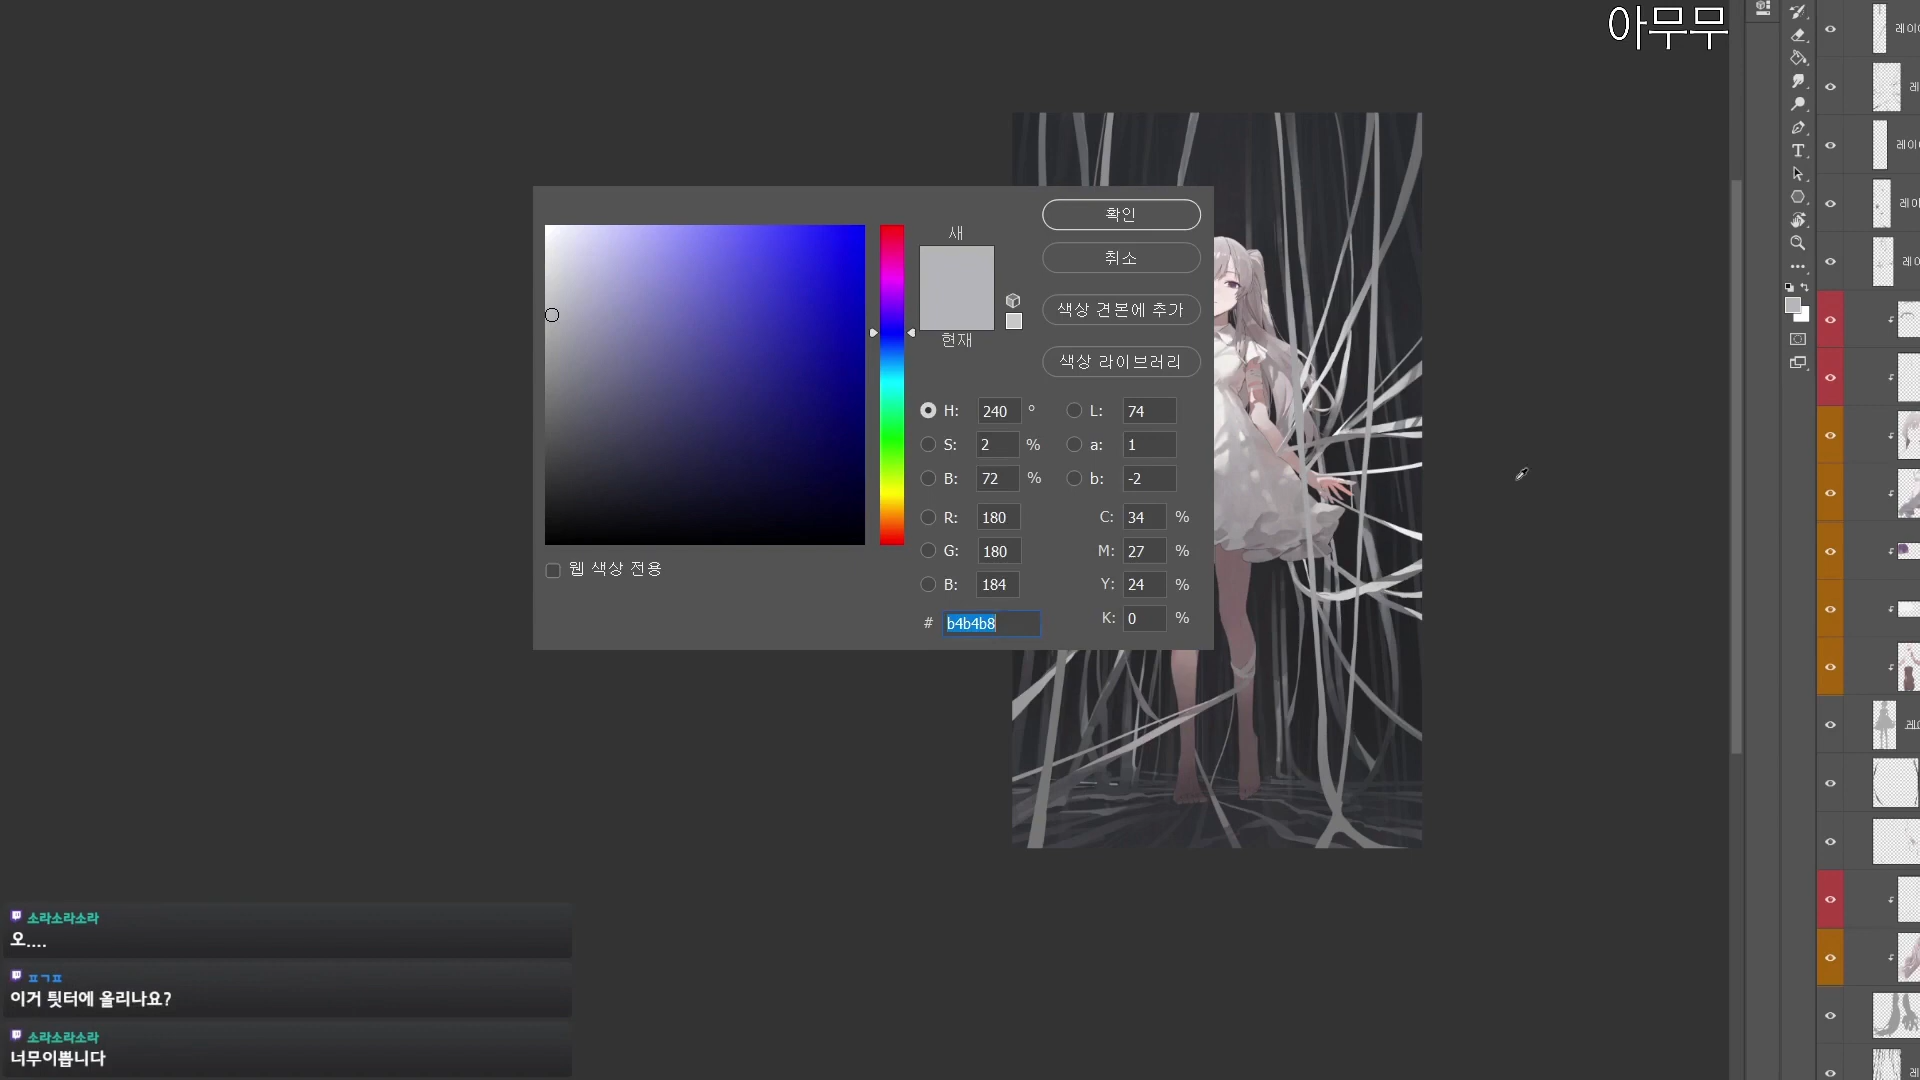 아무무
확인
새
취소
색상 견본에 추가
현재
색상 라이브러리
H: 240 °
L: 74
S: 2 %
a: 1
B: 72 %
b: -2
R: 180
C: 34 %
G: 180
M: 27 %
웹 색상 전용
B: 184
Y: 24 %
# b4b4b8
K: 0 %
소라소라소라
오....
ㅍㄱㅍ
이거 틧터에 올리나요?
소라소라소라
너무이쁩니다